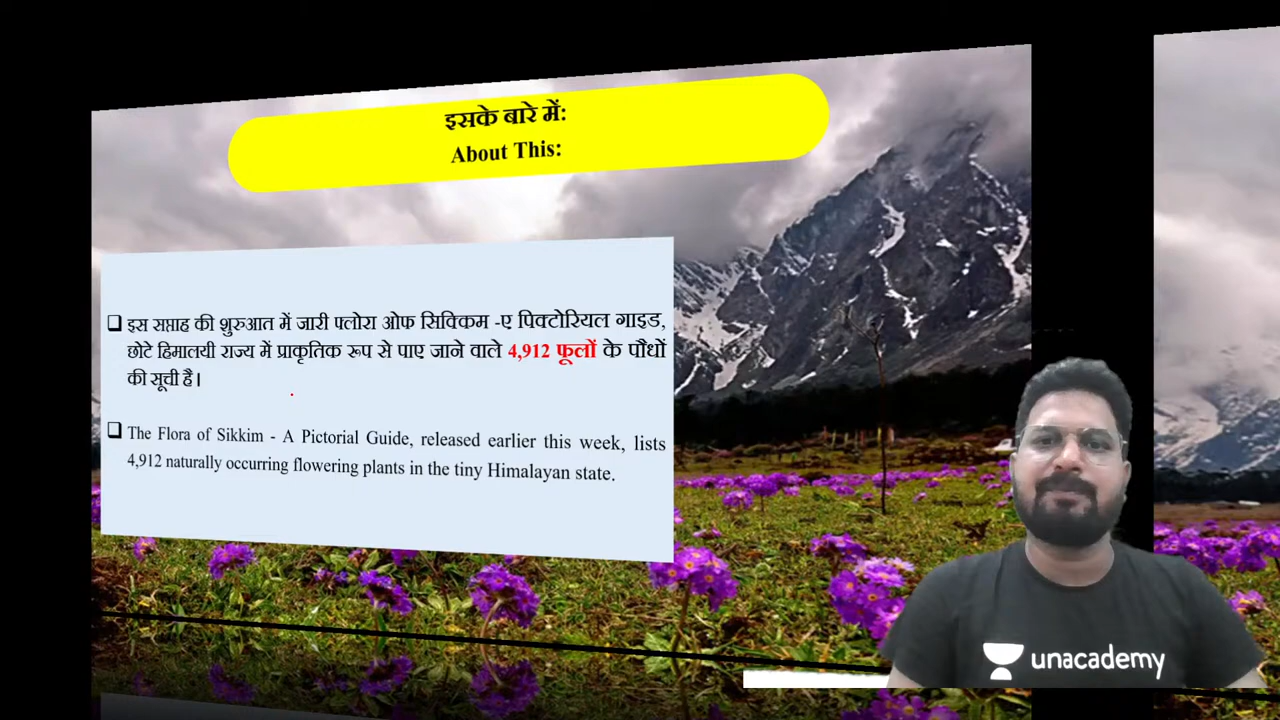 इसके बारे में:
About This:
❑ इस सप्ताह की शुरुआत में जारी फ्लोरा ओफ सिक्किम -ए पिक्टोरियल गाइड,
छोटे हिमालयी राज्य में प्राकृतिक रूप से पाए जाने वाले 4,912 फूलों के पौधों
की सूची है।
❑ The Flora of Sikkim - A Pictorial Guide, released earlier this week, lists
4,912 naturally occurring flowering plants in the tiny Himalayan state.
unacademy